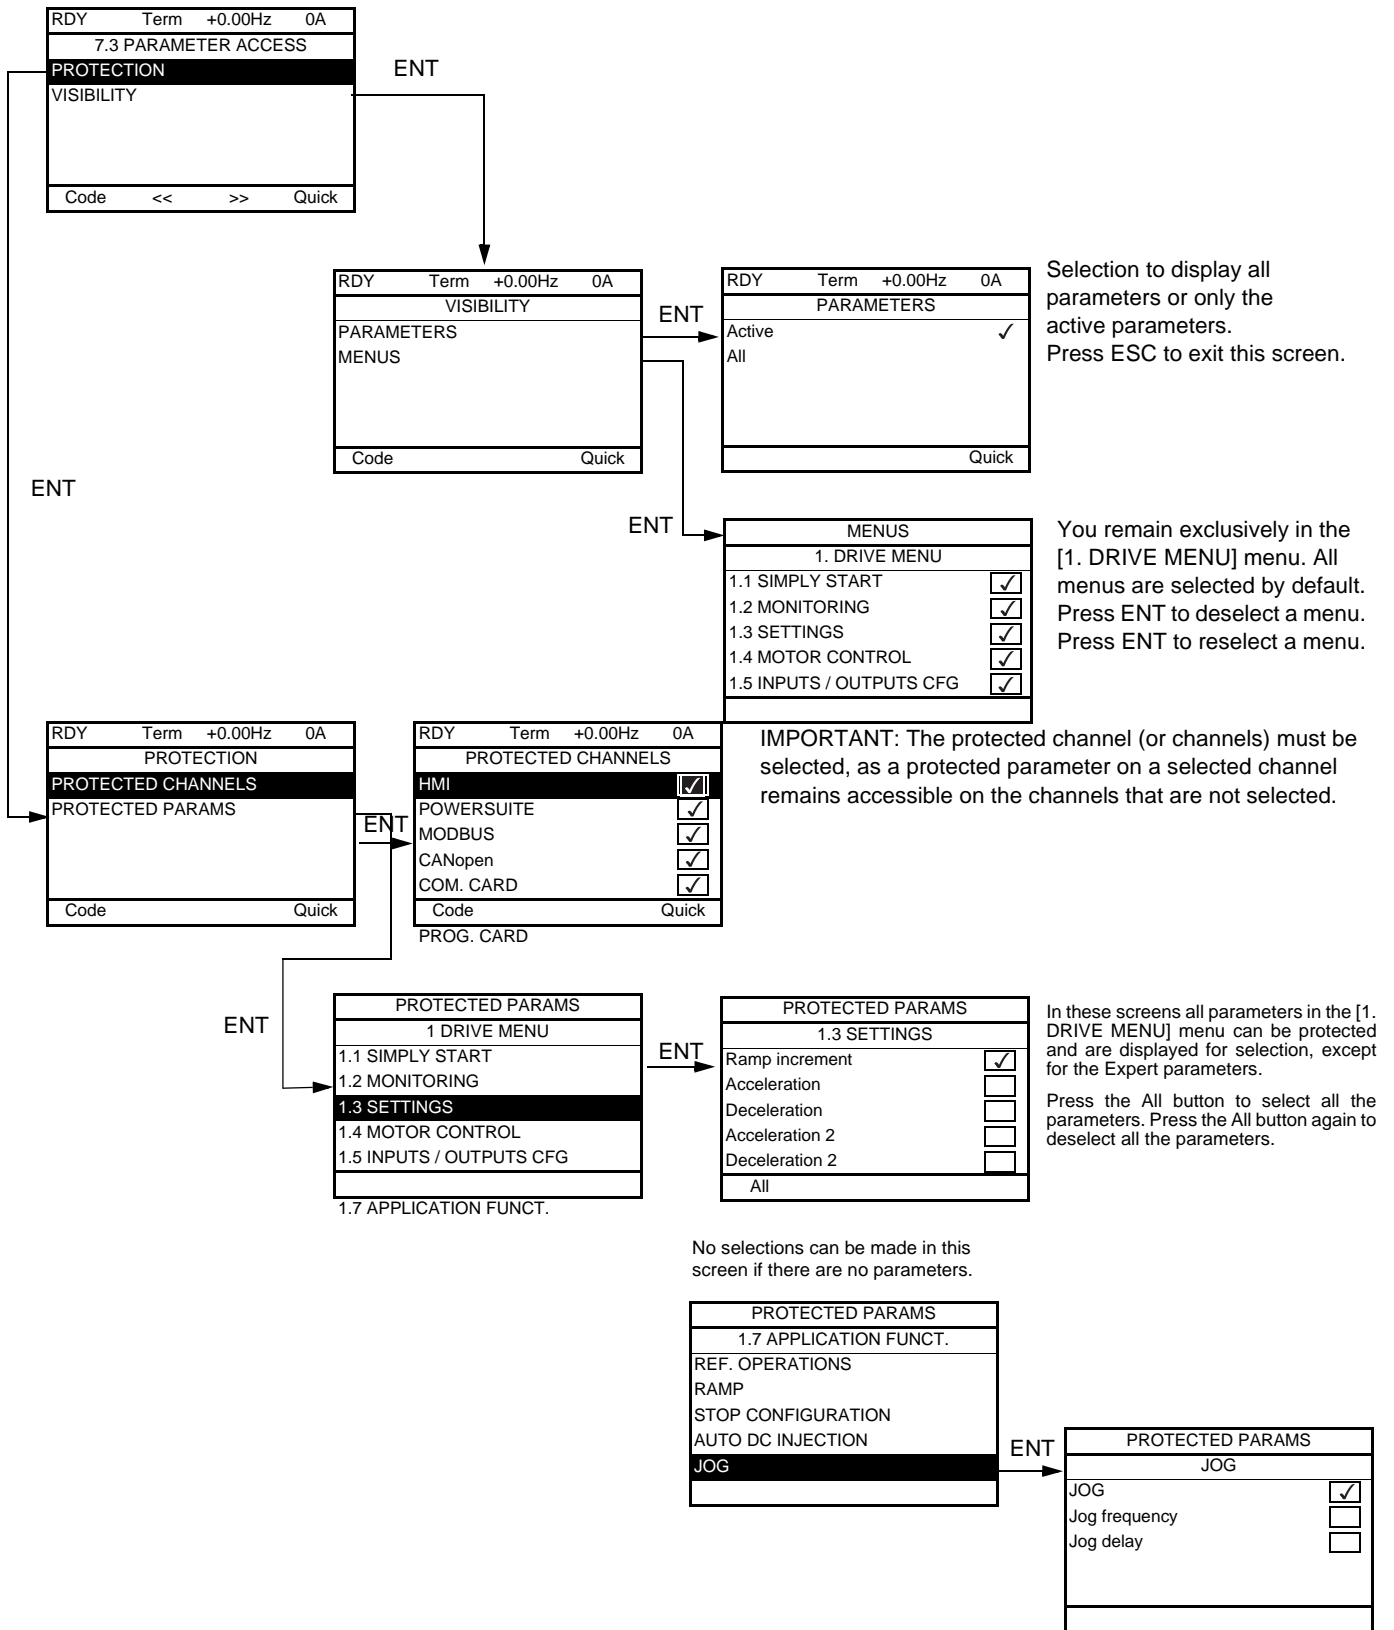 RDY Term +0.00Hz 0A
7.3 PARAMETER ACCESS
PROTECTION
VISIBILITY
Code << >> Quick
ENT
RDY Term +0.00Hz 0A
VISIBILITY
PARAMETERS
MENUS
Code Quick
ENT
RDY Term +0.00Hz 0A
PARAMETERS
Active ✓
All
Quick
Selection to display all
parameters or only the
active parameters.
Press ESC to exit this screen.
ENT
ENT
MENUS
1. DRIVE MENU
1.1 SIMPLY START ✓
1.2 MONITORING ✓
1.3 SETTINGS ✓
1.4 MOTOR CONTROL ✓
1.5 INPUTS / OUTPUTS CFG ✓
You remain exclusively in the
[1. DRIVE MENU] menu. All
menus are selected by default.
Press ENT to deselect a menu.
Press ENT to reselect a menu.
RDY Term +0.00Hz 0A
PROTECTION
PROTECTED CHANNELS
PROTECTED PARAMS
Code Quick
ENT
RDY Term +0.00Hz 0A
PROTECTED CHANNELS
HMI ✓
POWERSUITE ✓
MODBUS ✓
CANopen ✓
COM. CARD ✓
Code Quick
PROG. CARD
IMPORTANT: The protected channel (or channels) must be
selected, as a protected parameter on a selected channel
remains accessible on the channels that are not selected.
ENT
PROTECTED PARAMS
1 DRIVE MENU
1.1 SIMPLY START
1.2 MONITORING
1.3 SETTINGS
1.4 MOTOR CONTROL
1.5 INPUTS / OUTPUTS CFG
1.7 APPLICATION FUNCT.
ENT
PROTECTED PARAMS
1.3 SETTINGS
Ramp increment ✓
Acceleration
Deceleration
Acceleration 2
Deceleration 2
All
In these screens all parameters in the [1.
DRIVE MENU] menu can be protected
and are displayed for selection, except
for the Expert parameters.
Press the All button to select all the
parameters. Press the All button again to
deselect all the parameters.
No selections can be made in this
screen if there are no parameters.
PROTECTED PARAMS
1.7 APPLICATION FUNCT.
REF. OPERATIONS
RAMP
STOP CONFIGURATION
AUTO DC INJECTION
JOG
ENT
PROTECTED PARAMS
JOG
JOG ✓
Jog frequency
Jog delay